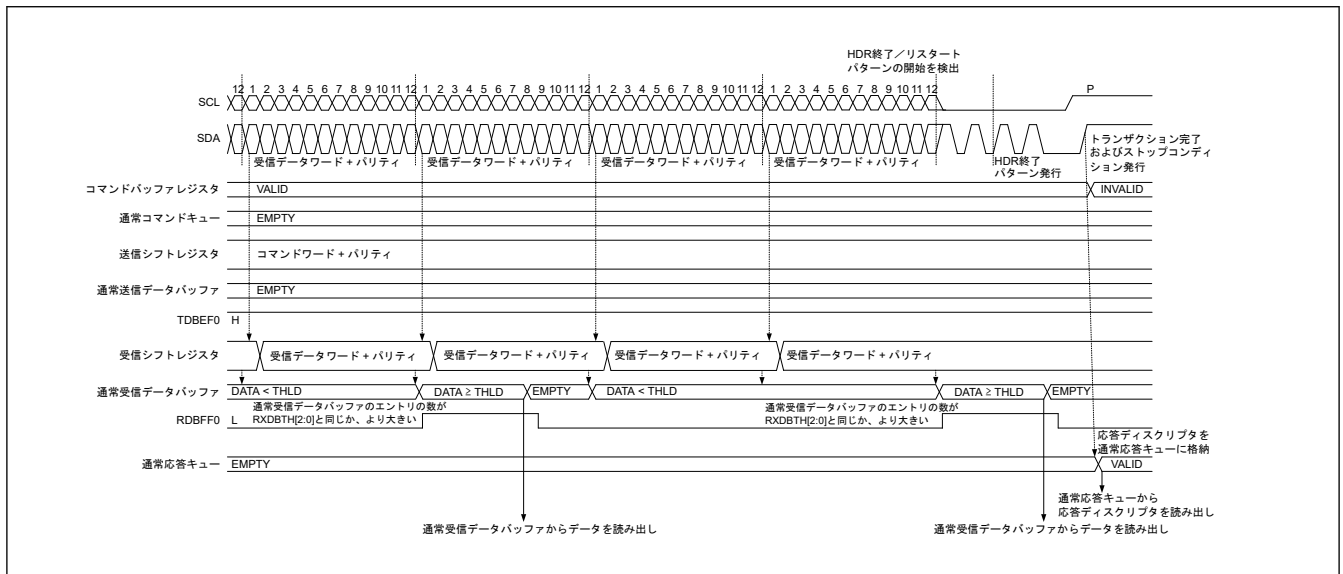 HDR終了／リスタート
パターンの開始を検出
SCL
12 1 2 3 4 5 6 7 8 9 10 11 12 1 2 3 4 5 6 7 8 9 10 11 12 1 2 3 4 5 6 7 8 9 10 11 12 1 2 3 4 5 6 7 8 9 10 11 12
P
SDA
受信データワード + パリティ
受信データワード + パリティ
受信データワード + パリティ
受信データワード + パリティ
HDR終了
パターン発行
トランザクション完了
およびストップコンディ
ション発行
コマンドバッファレジスタ
VALID
INVALID
通常コマンドキュー
EMPTY
送信シフトレジスタ
コマンドワード + パリティ
通常送信データバッファ
EMPTY
TDBEF0
H
受信シフトレジスタ
受信データワード + パリティ
受信データワード + パリティ
受信データワード + パリティ
受信データワード + パリティ
通常受信データバッファ
DATA < THLD
DATA ≥ THLD
EMPTY
DATA < THLD
DATA ≥ THLD
EMPTY
RDBFF0
L
通常受信データバッファのエントリの数が
RXDBTH[2:0]と同じか、より大きい
通常受信データバッファのエントリの数が
RXDBTH[2:0]と同じか、より大きい
応答ディスクリプタを
通常応答キューに格納
通常応答キュー
EMPTY
VALID
通常応答キューから
応答ディスクリプタを読み出し
通常受信データバッファからデータを読み出し
通常受信データバッファからデータを読み出し